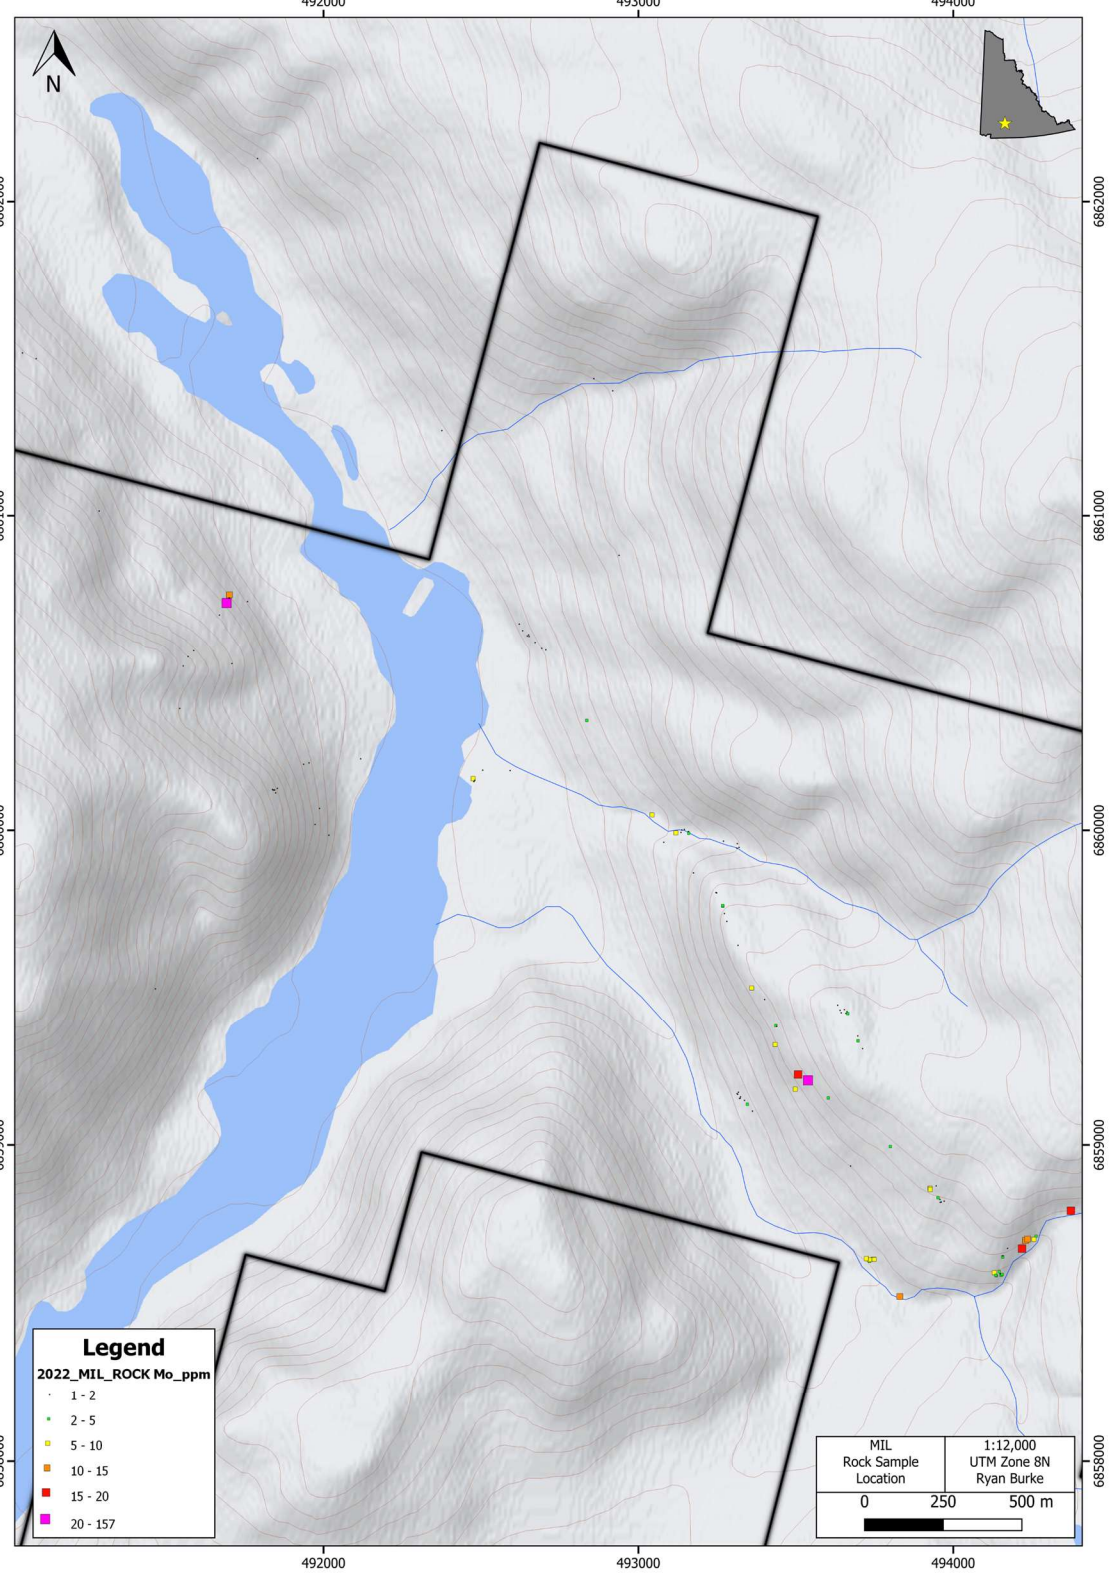 492000
493000
494000
N
6862000
6861000
6860000
6859000
6858000
Legend
2022_MIL_ROCK Mo_ppm
1 - 2
2 - 5
5 - 10
10 - 15
15 - 20
20 - 157
MIL
Rock Sample
Location
1:12,000
UTM Zone 8N
Ryan Burke
0 250 500 m
492000
493000
494000